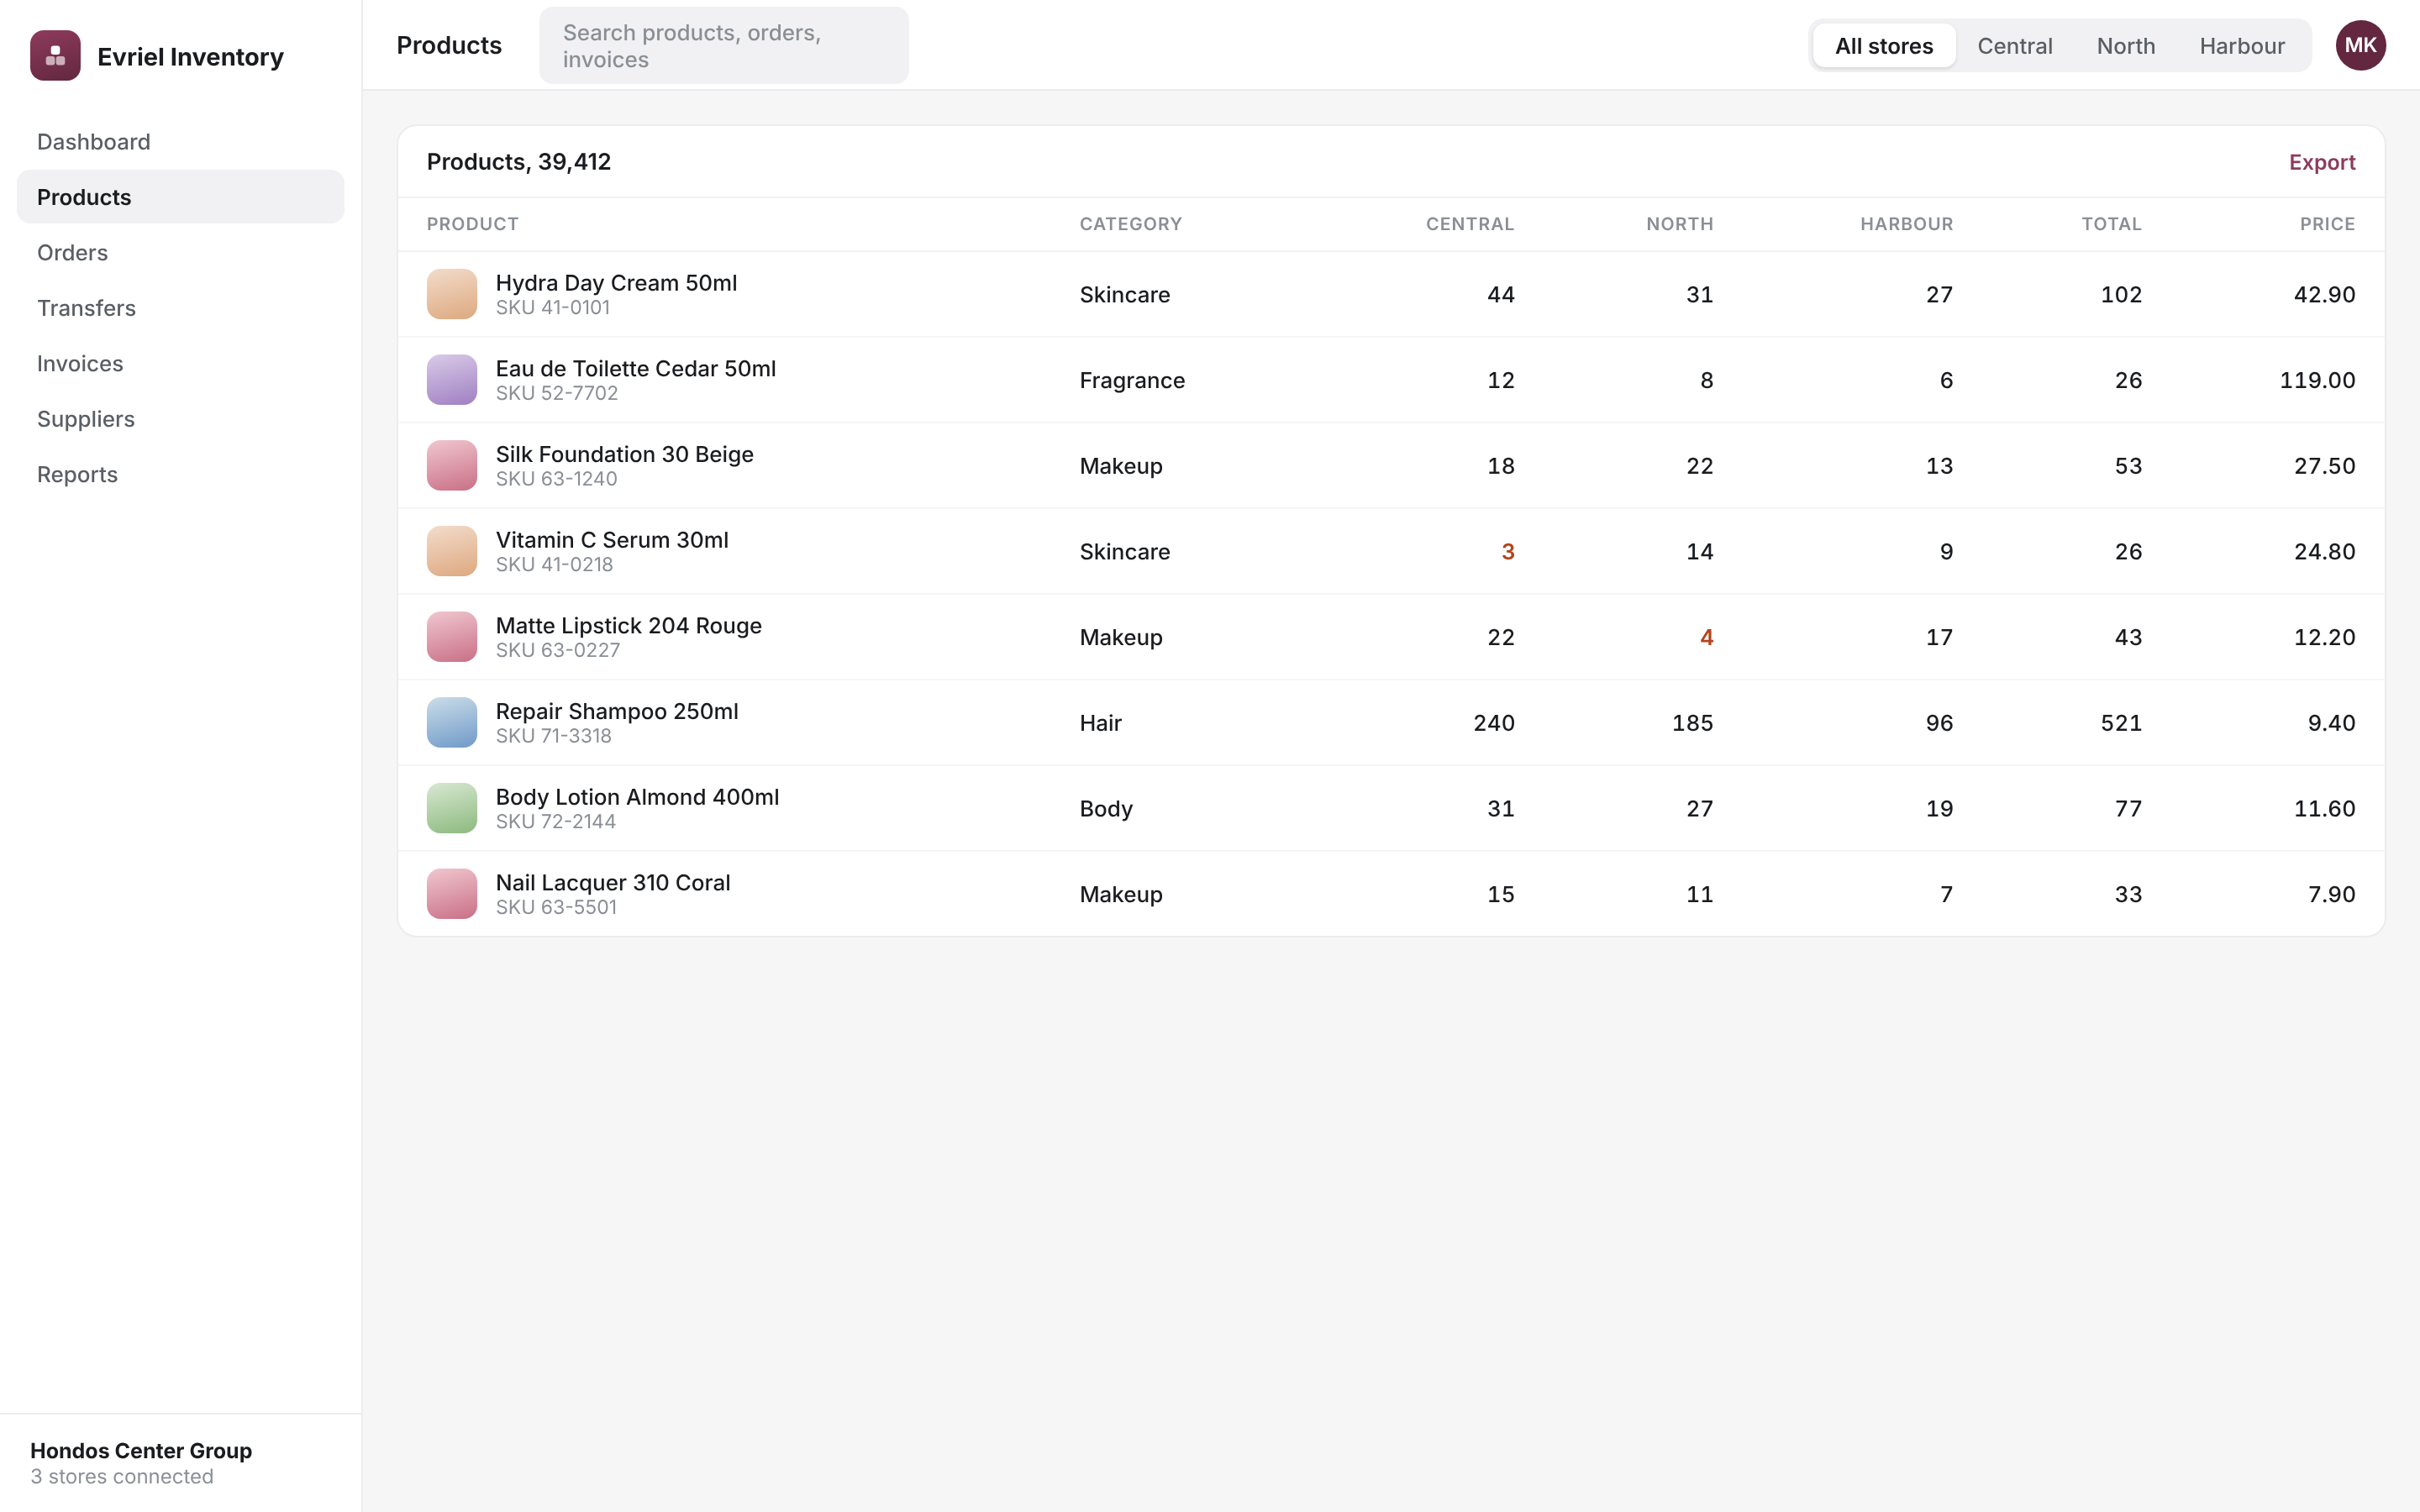 Evriel Inventory
Dashboard
Products
Orders
Transfers
Invoices
Suppliers
Reports
Hondos Center Group
3 stores connected
Products
Search products, orders,
invoices
All stores Central North Harbour MK
Products, 39,412 Export
PRODUCT CATEGORY CENTRAL NORTH HARBOUR TOTAL PRICE
Hydra Day Cream 50ml
SKU 41-0101
Skincare 44 31 27 102 42.90
Eau de Toilette Cedar 50ml
SKU 52-7702
Fragrance 12 8 6 26 119.00
Silk Foundation 30 Beige
SKU 63-1240
Makeup 18 22 13 53 27.50
Vitamin C Serum 30ml
SKU 41-0218
Skincare 3 14 9 26 24.80
Matte Lipstick 204 Rouge
SKU 63-0227
Makeup 22 4 17 43 12.20
Repair Shampoo 250ml
SKU 71-3318
Hair 240 185 96 521 9.40
Body Lotion Almond 400ml
SKU 72-2144
Body 31 27 19 77 11.60
Nail Lacquer 310 Coral
SKU 63-5501
Makeup 15 11 7 33 7.90